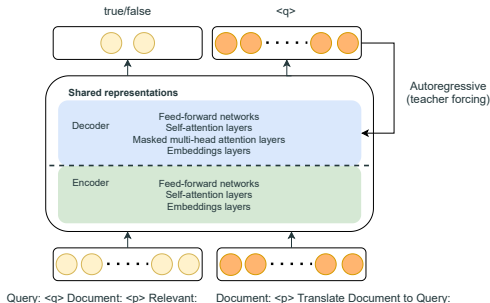 true/false
<q>
Shared representations
Autoregressive
(teacher forcing)
Decoder
Feed-forward networks
Self-attention layers
Masked multi-head attention layers
Embeddings layers
Encoder
Feed-forward networks
Self-attention layers
Embeddings layers
Query: <q> Document: <p> Relevant:
Document: <p> Translate Document to Query: